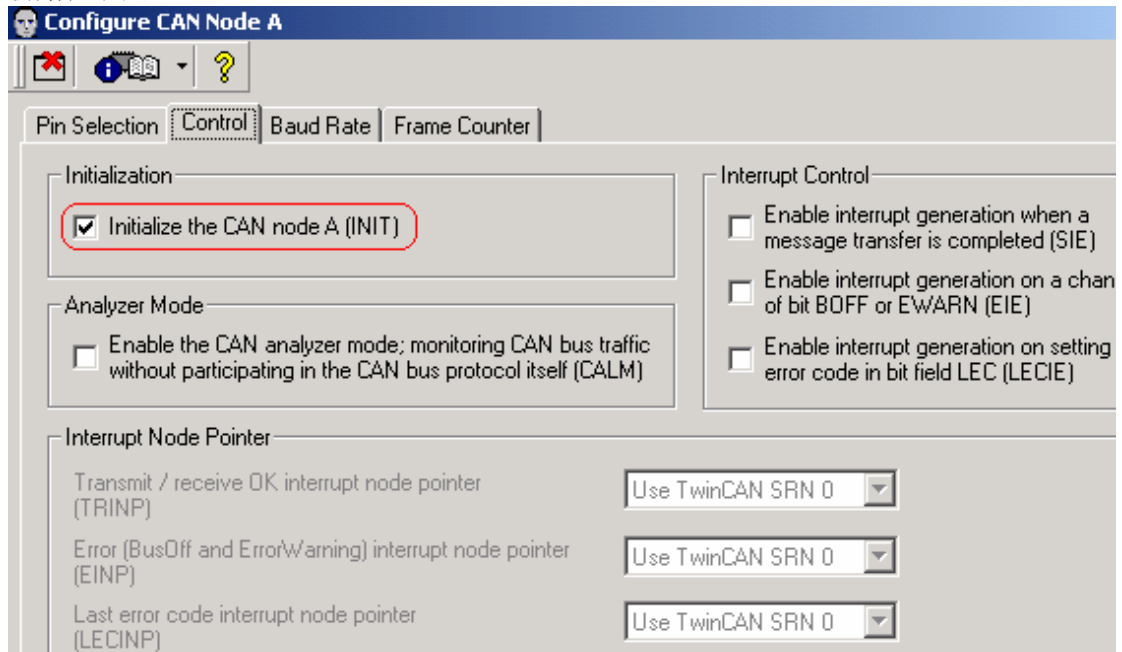 Configure CAN Node A
Pin Selection Control Baud Rate Frame Counter
Initialization
Initialize the CAN node A (INIT)
Analyzer Mode
Enable the CAN analyzer mode; monitoring CAN bus traffic
without participating in the CAN bus protocol itself (CALM)
Interrupt Control
Enable interrupt generation when a
message transfer is completed (SIE)
Enable interrupt generation on a chan
of bit BOFF or EWARN (EIE)
Enable interrupt generation on setting
error code in bit field LEC (LECIE)
Interrupt Node Pointer
Transmit / receive OK interrupt node pointer
(TRINP)
Use TwinCAN SRN 0
Error (BusOff and ErrorWarning) interrupt node pointer
(EINP)
Use TwinCAN SRN 0
Last error code interrupt node pointer
(LECINP)
Use TwinCAN SRN 0